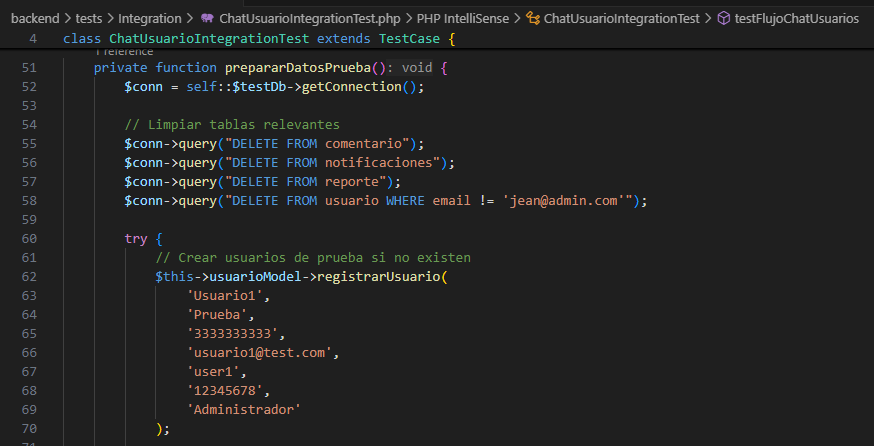 backend > tests > Integration > ChatUsuarioIntegrationTest.php > PHP IntelliSense > ChatUsuarioIntegrationTest > testFlujoChatUsuarios
4 class ChatUsuarioIntegrationTest extends TestCase {
1 reference
51 private function prepararDatosPrueba(): void {
52 $conn = self::$testDb->getConnection();
53
54 // Limpiar tablas relevantes
55 $conn->query("DELETE FROM comentario");
56 $conn->query("DELETE FROM notificaciones");
57 $conn->query("DELETE FROM reporte");
58 $conn->query("DELETE FROM usuario WHERE email != 'jean@admin.com'");
59
60 try {
61 // Crear usuarios de prueba si no existen
62 $this->usuarioModel->registrarUsuario(
63 'Usuario1',
64 'Prueba',
65 '3333333333',
66 'usuario1@test.com',
67 'user1',
68 '12345678',
69 'Administrador'
70 );
71